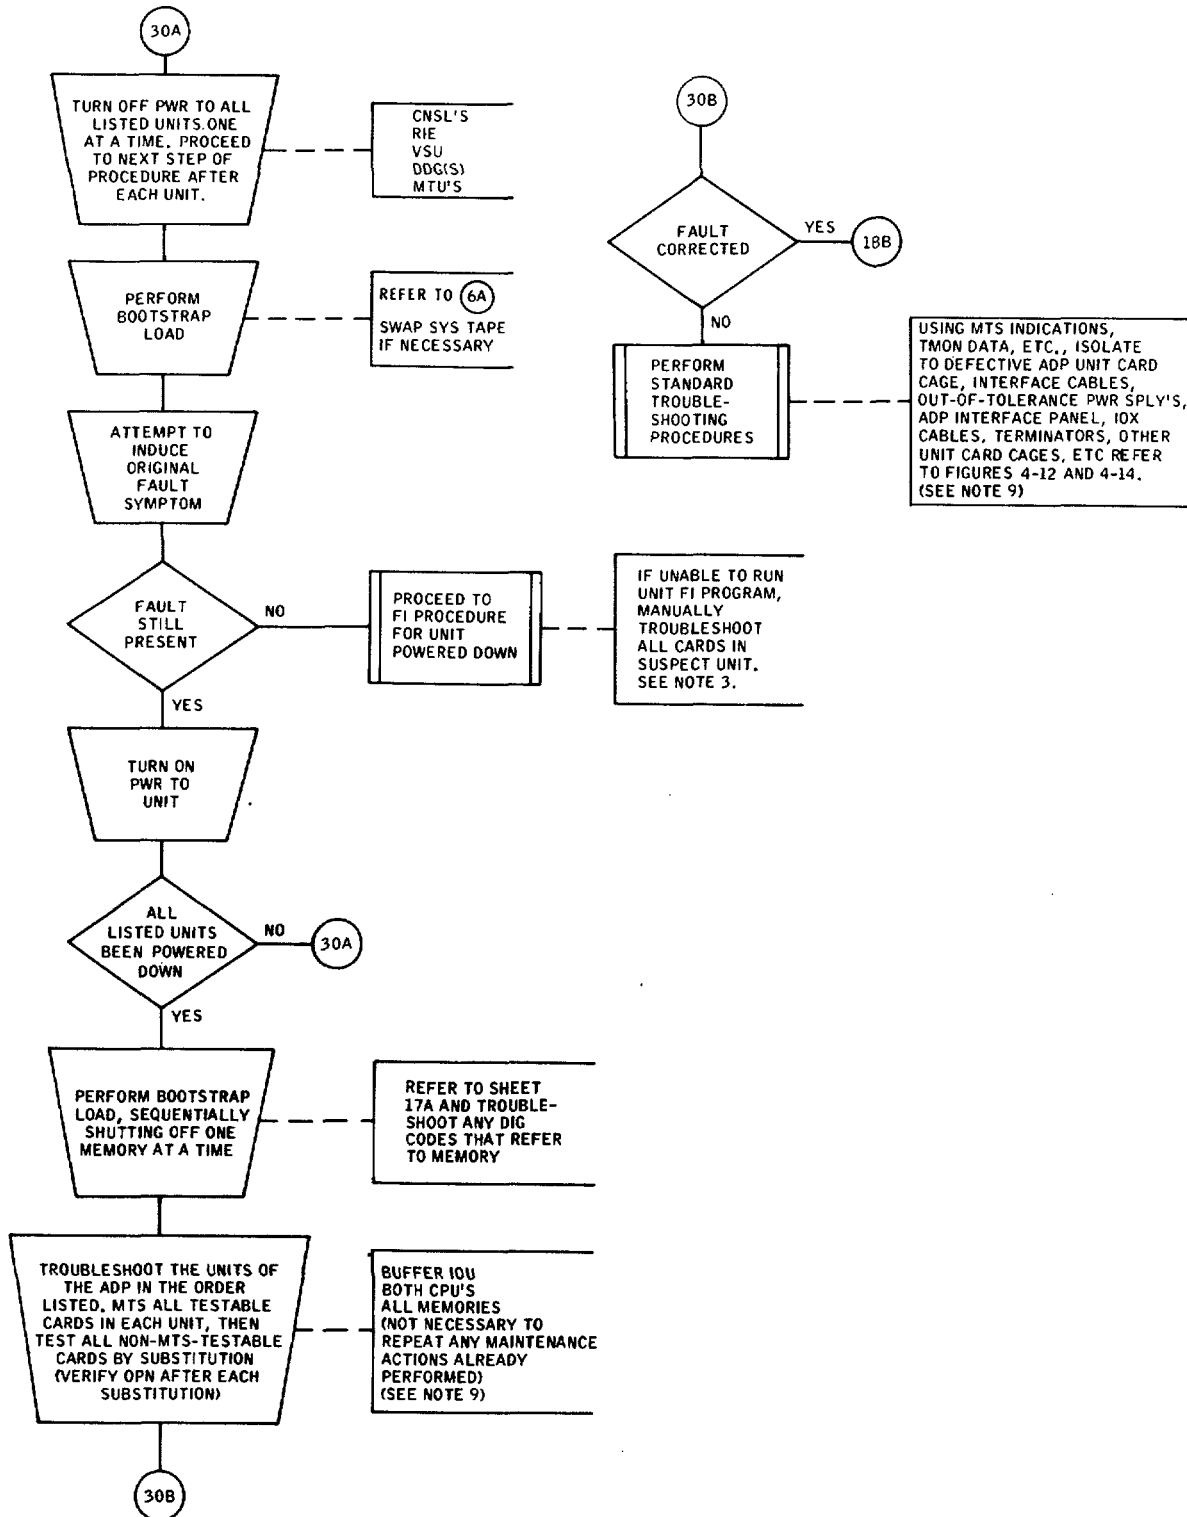 30A
TURN OFF PWR TO ALL
LISTED UNITS.ONE
AT A TIME. PROCEED
TO NEXT STEP OF
PROCEDURE AFTER
EACH UNIT.
CNSL'S
RIE
VSU
DDG(S)
MTU'S
PERFORM
BOOTSTRAP
LOAD
REFER TO 6A
SWAP SYS TAPE
IF NECESSARY
ATTEMPT TO
INDUCE
ORIGINAL
FAULT
SYMPTOM
FAULT
STILL
PRESENT
NO
PROCEED TO
FI PROCEDURE
FOR UNIT
POWERED DOWN
IF UNABLE TO RUN
UNIT FI PROGRAM,
MANUALLY
TROUBLESHOOT
ALL CARDS IN
SUSPECT UNIT.
SEE NOTE 3.
YES
TURN ON
PWR TO
UNIT
ALL
LISTED UNITS
BEEN POWERED
DOWN
NO
30A
YES
PERFORM BOOTSTRAP
LOAD, SEQUENTIALLY
SHUTTING OFF ONE
MEMORY AT A TIME
REFER TO SHEET
17A AND TROUBLE-
SHOOT ANY DIG
CODES THAT REFER
TO MEMORY
TROUBLESHOOT THE UNITS OF
THE ADP IN THE ORDER
LISTED. MTS ALL TESTABLE
CARDS IN EACH UNIT, THEN
TEST ALL NON-MTS-TESTABLE
CARDS BY SUBSTITUTION
(VERIFY OPN AFTER EACH
SUBSTITUTION)
BUFFER IOU
BOTH CPU'S
ALL MEMORIES
(NOT NECESSARY TO
REPEAT ANY MAINTENANCE
ACTIONS ALREADY
PERFORMED)
(SEE NOTE 9)
30B
30B
FAULT
CORRECTED
YES
18B
NO
PERFORM
STANDARD
TROUBLE-
SHOOTING
PROCEDURES
USING MTS INDICATIONS,
TMON DATA, ETC., ISOLATE
TO DEFECTIVE ADP UNIT CARD
CAGE, INTERFACE CABLES,
OUT-OF-TOLERANCE PWR SPLY'S,
ADP INTERFACE PANEL, IOX
CABLES, TERMINATORS, OTHER
UNIT CARD CAGES, ETC REFER
TO FIGURES 4-12 AND 4-14.
(SEE NOTE 9)